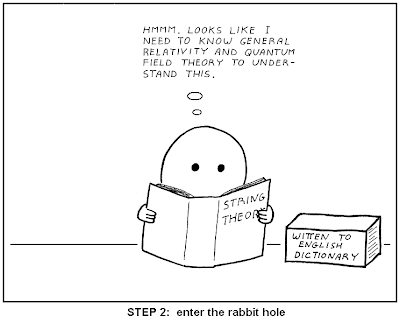 HMMM. LOOKS LIKE I
NEED TO KNOW GENERAL
RELATIVITY AND QUANTUM
FIELD THEORY TO UNDER-
STAND THIS.
STRING
THEORY
WITTEN TO
ENGLISH
DICTIONARY
STEP 2: enter the rabbit hole